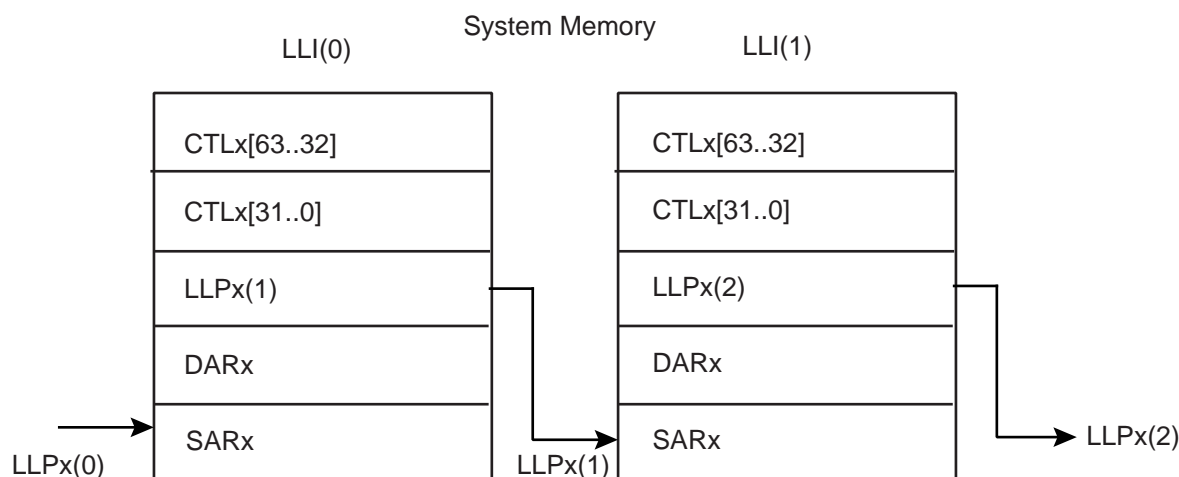 System Memory
LLI(0)
LLI(1)
CTLx[63..32]
CTLx[31..0]
LLPx(1)
DARx
SARx
LLPx(0)
CTLx[63..32]
CTLx[31..0]
LLPx(2)
DARx
SARx
LLPx(1)
LLPx(2)